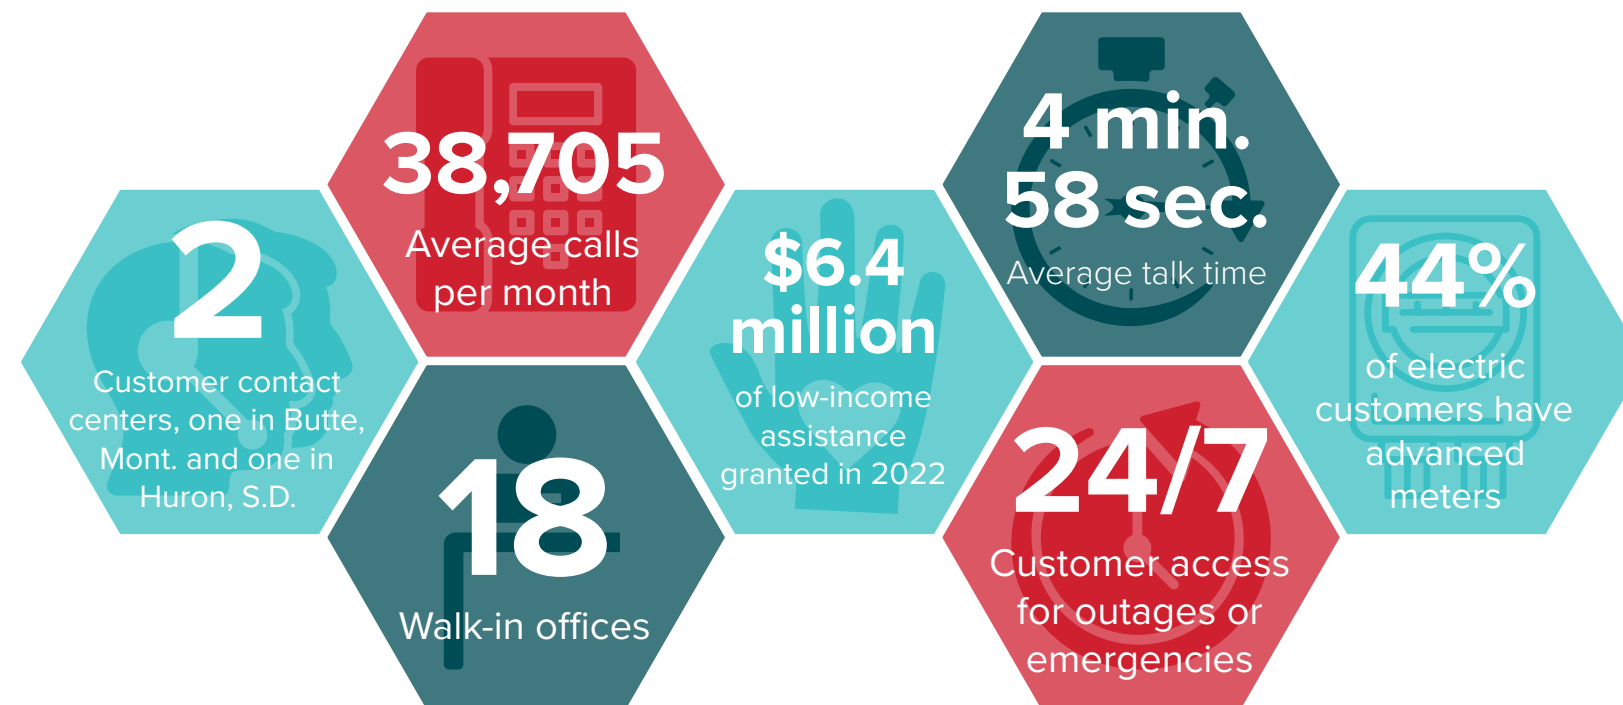 2
Customer contact
centers, one in Butte,
Mont. and one in
Huron, S.D.
38,705
Average calls
per month
18
Walk-in offices
$6.4
million
of low-income
assistance
granted in 2022
4 min.
58 sec.
Average talk time
24/7
Customer access
for outages or
emergencies
44%
of electric
customers have
advanced
meters